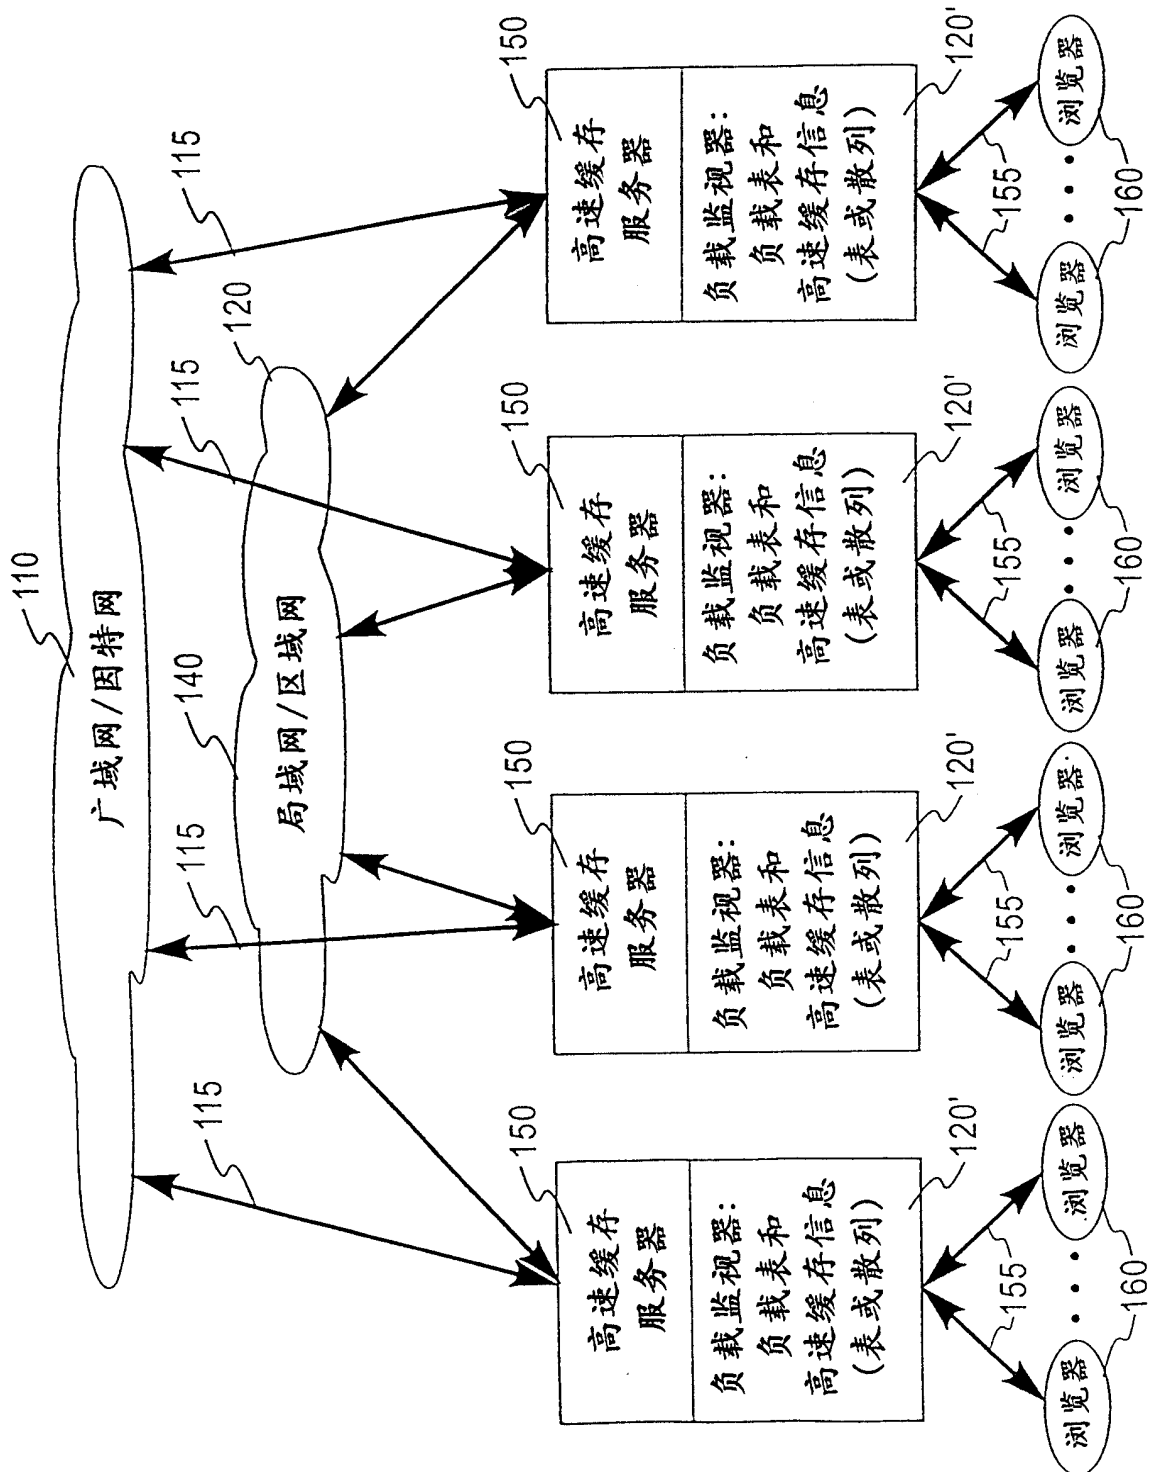 110
广域网/因特网
115
115
115
115
140
120
局域网/区域网
150
高速缓存
服务器
负载监视器:
负载表和
高速缓存信息
(表或散列)
120'
155
浏览器
浏览器
160
150
高速缓存
服务器
负载监视器:
负载表和
高速缓存信息
(表或散列)
120'
155
浏览器
浏览器
160
150
高速缓存
服务器
负载监视器:
负载表和
高速缓存信息
(表或散列)
120'
155
浏览器
浏览器
160
150
高速缓存
服务器
负载监视器:
负载表和
高速缓存信息
(表或散列)
120'
155
浏览器
浏览器
160